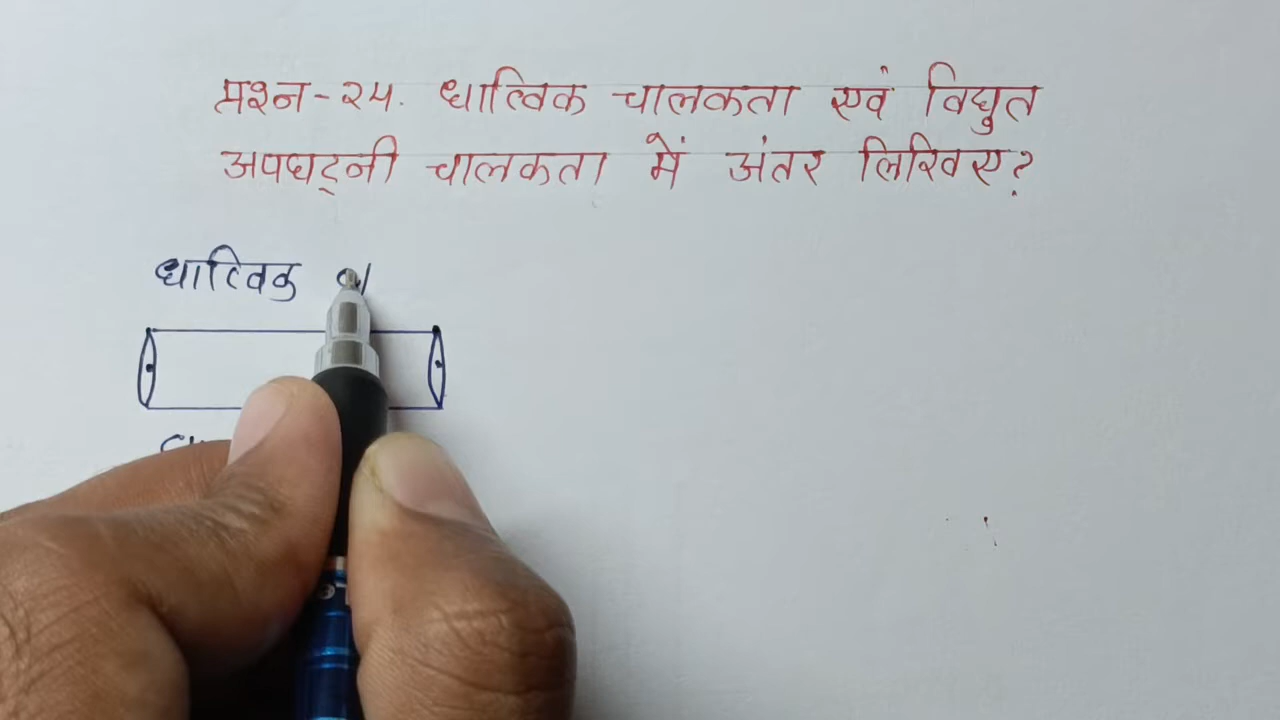 प्रश्न-२५. धात्विक चालकता एवं विद्युत
अपघट्नी चालकता में अंतर लिखिए?
धात्विक